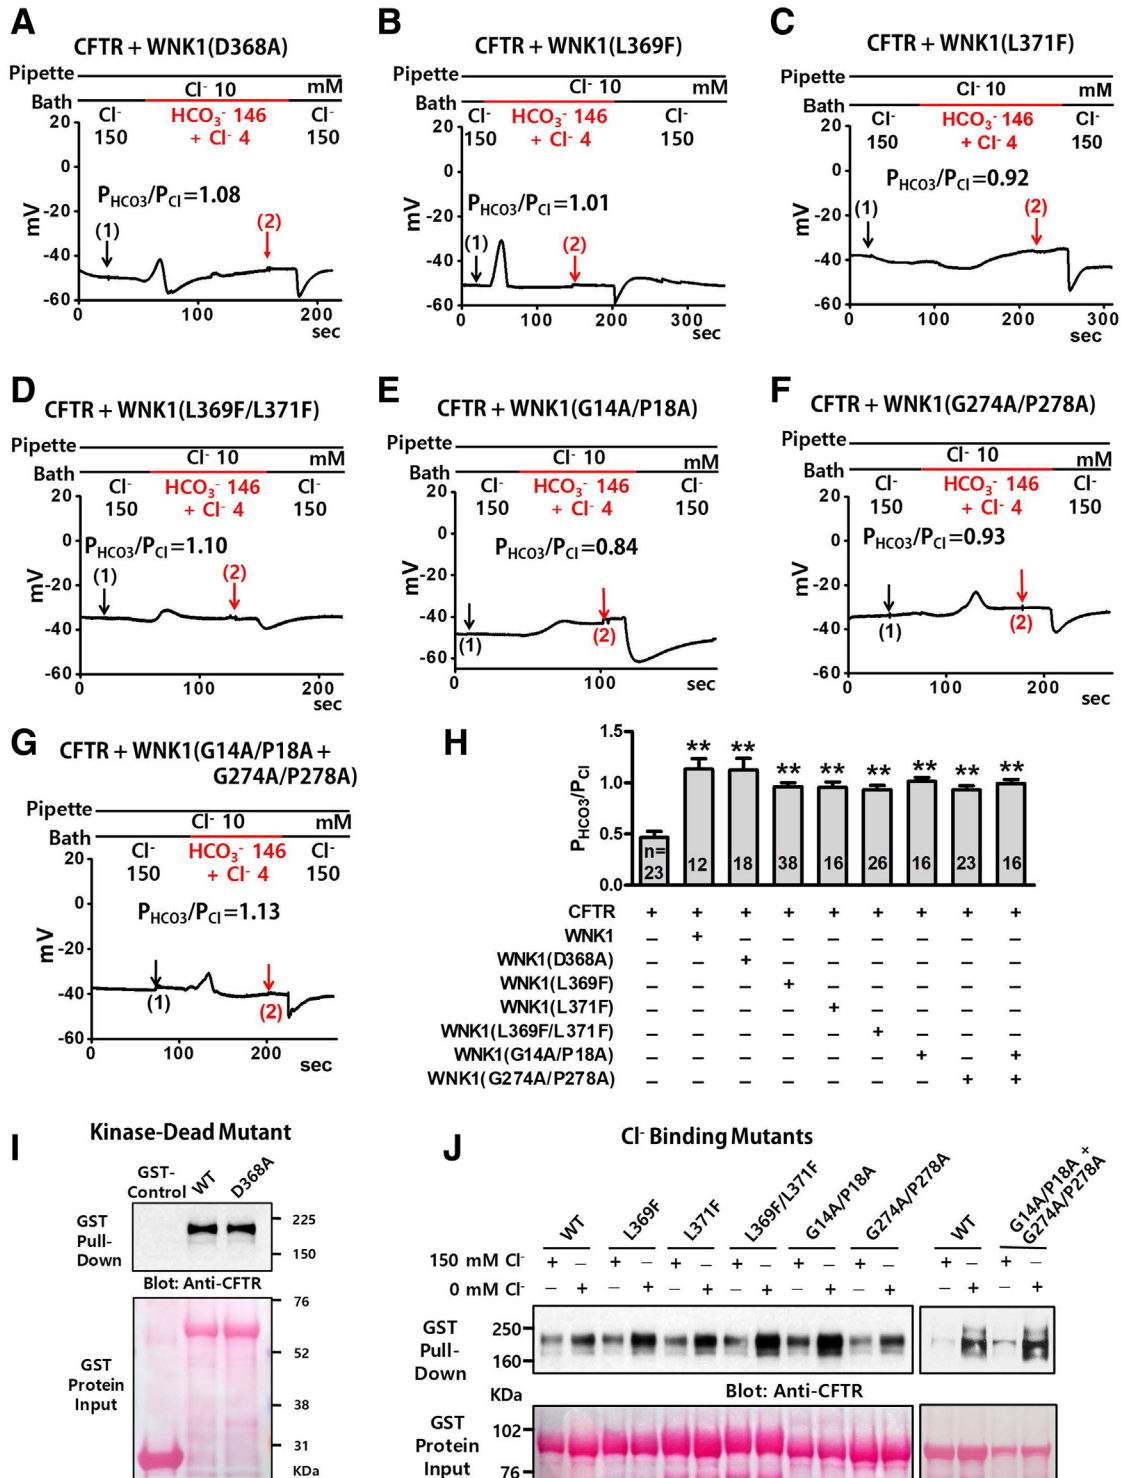 A
CFTR + WNK1(D368A)
Pipette
Cl⁻ 10 mM
Bath
Cl⁻ HCO₃⁻ 146 Cl⁻
150 + Cl⁻ 4 150
20
0
-20
-40
-60
mV
P_HCO3/P_Cl=1.08
(1)
(2)
0 100 200
sec
B
CFTR + WNK1(L369F)
Pipette
Cl⁻ 10 mM
Bath
Cl⁻ HCO₃⁻ 146 Cl⁻
150 + Cl⁻ 4 150
20
0
-20
-40
-60
mV
P_HCO3/P_Cl=1.01
(1)
(2)
0 100 200 300
sec
C
CFTR + WNK1(L371F)
Pipette
Cl⁻ 10 mM
Bath
Cl⁻ HCO₃⁻ 146 Cl⁻
150 + Cl⁻ 4 150
20
0
-20
-40
-60
mV
P_HCO3/P_Cl=0.92
(1)
(2)
0 100 200 300
sec
D
CFTR + WNK1(L369F/L371F)
Pipette
Cl⁻ 10 mM
Bath
Cl⁻ HCO₃⁻ 146 Cl⁻
150 + Cl⁻ 4 150
20
0
-20
-40
-60
mV
P_HCO3/P_Cl=1.10
(1)
(2)
0 100 200
sec
E
CFTR + WNK1(G14A/P18A)
Pipette
Cl⁻ 10 mM
Bath
Cl⁻ HCO₃⁻ 146 Cl⁻
150 + Cl⁻ 4 150
20
0
-20
-40
-60
mV
P_HCO3/P_Cl=0.84
(1)
(2)
0 100
sec
F
CFTR + WNK1(G274A/P278A)
Pipette
Cl⁻ 10 mM
Bath
Cl⁻ HCO₃⁻ 146 Cl⁻
150 + Cl⁻ 4 150
20
0
-20
-40
-60
mV
P_HCO3/P_Cl=0.93
(1)
(2)
0 100 200
sec
G
CFTR + WNK1(G14A/P18A +
G274A/P278A)
Pipette
Cl⁻ 10 mM
Bath
Cl⁻ HCO₃⁻ 146 Cl⁻
150 + Cl⁻ 4 150
20
0
-20
-40
-60
mV
P_HCO3/P_Cl=1.13
(1)
(2)
0 100 200
sec
H
P_HCO3/P_Cl
1.5
1.0
0.5
0.0
** ** ** ** ** ** ** **
n=
23 12 18 38 16 26 16 23 16
CFTR + + + + + + + + +
WNK1 – + – – – – – – –
WNK1(D368A) – – + – – – – – –
WNK1(L369F) – – – + – – – – –
WNK1(L371F) – – – – + – – – –
WNK1(L369F/L371F) – – – – – + – – –
WNK1(G14A/P18A) – – – – – – + – +
WNK1(G274A/P278A) – – – – – – – + +
I
Kinase-Dead Mutant
GST-
Control WT D368A
GST
Pull-
Down
225
150
Blot: Anti-CFTR
GST
Protein
Input
76
52
38
31
KDa
J
Cl⁻ Binding Mutants
WT L369F L371F L369F/L371F G14A/P18A G274A/P278A WT G14A/P18A +
G274A/P278A
150 mM Cl⁻ + – + – + – + – + – + – + – + –
0 mM Cl⁻ – + – + – + – + – + – + – + – +
GST
Pull-
Down
250
160
KDa
Blot: Anti-CFTR
GST
Protein
Input
102
76